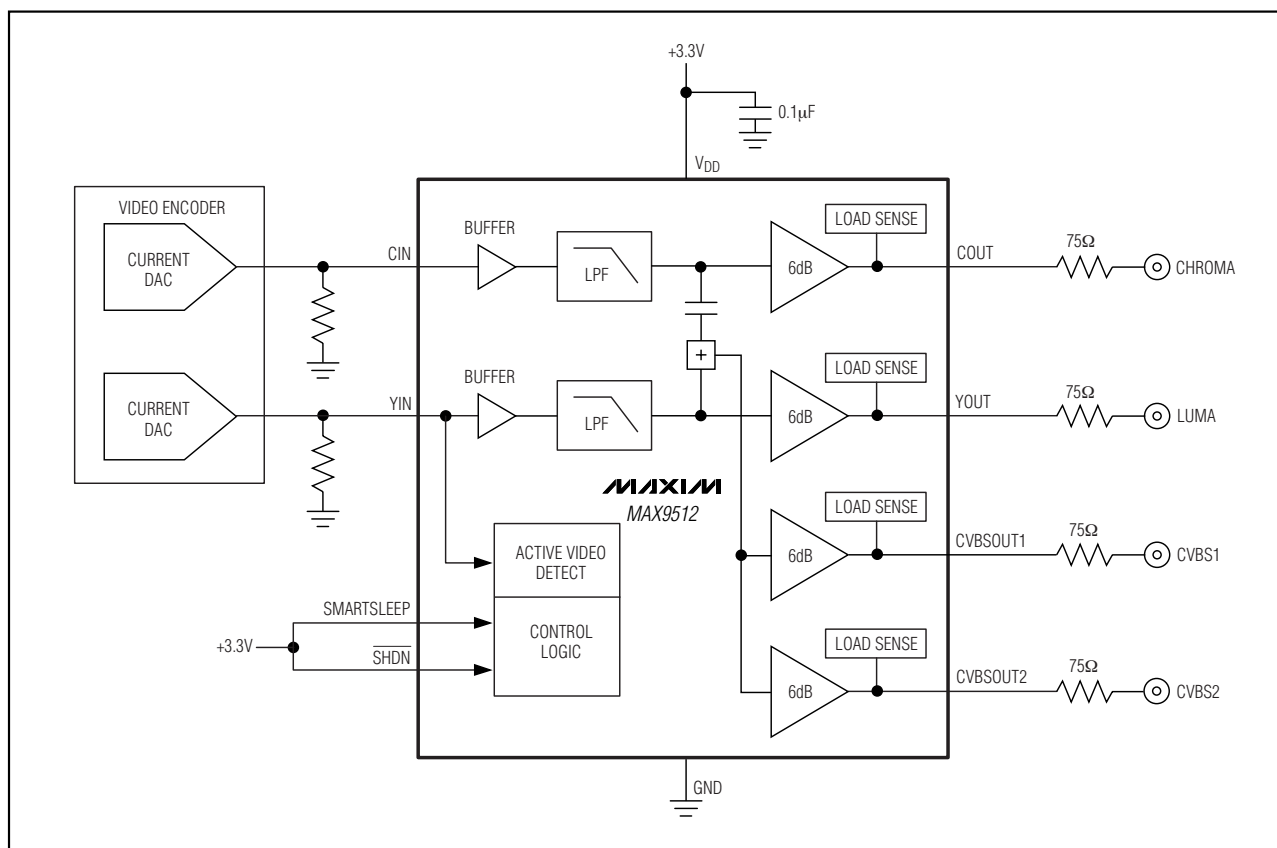 +3.3V
0.1μF
VDD
VIDEO ENCODER
CURRENT
DAC
CIN
BUFFER
LPF
6dB
LOAD SENSE
COUT
75Ω
CHROMA
+
CURRENT
DAC
YIN
BUFFER
LPF
6dB
LOAD SENSE
YOUT
75Ω
LUMA
MAXIM
MAX9512
ACTIVE VIDEO
DETECT
6dB
LOAD SENSE
CVBSOUT1
75Ω
CVBS1
SMARTSLEEP
+3.3V
SHDN
CONTROL
LOGIC
6dB
LOAD SENSE
CVBSOUT2
75Ω
CVBS2
GND